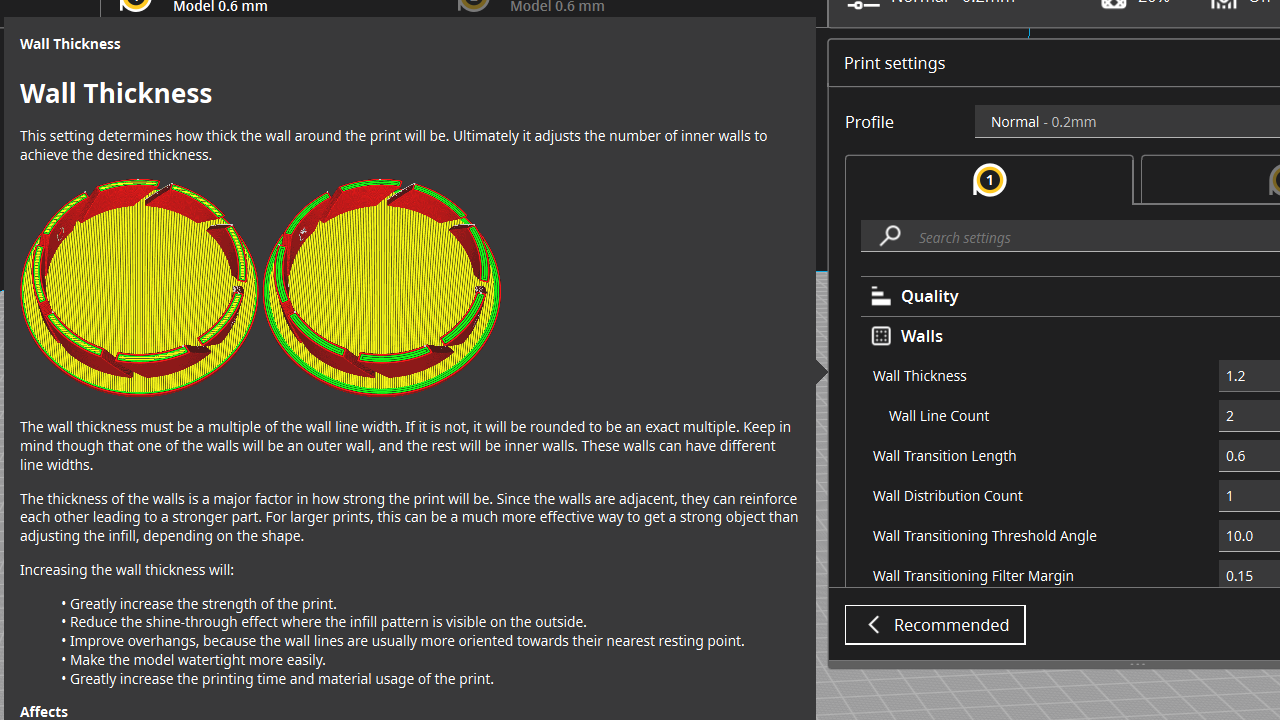 Model 0.6 mm
Model 0.6 mm
Wall Thickness
Wall Thickness
This setting determines how thick the wall around the print will be. Ultimately it adjusts the number of inner walls to
achieve the desired thickness.
The wall thickness must be a multiple of the wall line width. If it is not, it will be rounded to be an exact multiple. Keep in
mind though that one of the walls will be an outer wall, and the rest will be inner walls. These walls can have different
line widths.
The thickness of the walls is a major factor in how strong the print will be. Since the walls are adjacent, they can reinforce
each other leading to a stronger part. For larger prints, this can be a much more effective way to get a strong object than
adjusting the infill, depending on the shape.
Increasing the wall thickness will:
• Greatly increase the strength of the print.
• Reduce the shine-through effect where the infill pattern is visible on the outside.
• Improve overhangs, because the wall lines are usually more oriented towards their nearest resting point.
• Make the model watertight more easily.
• Greatly increase the printing time and material usage of the print.
Affects
Normal - 0.2mm
20%
Print settings
Profile
Normal - 0.2mm
1
Search settings
Quality
Walls
Wall Thickness
1.2
Wall Line Count
2
Wall Transition Length
0.6
Wall Distribution Count
1
Wall Transitioning Threshold Angle
10.0
Wall Transitioning Filter Margin
0.15
Recommended